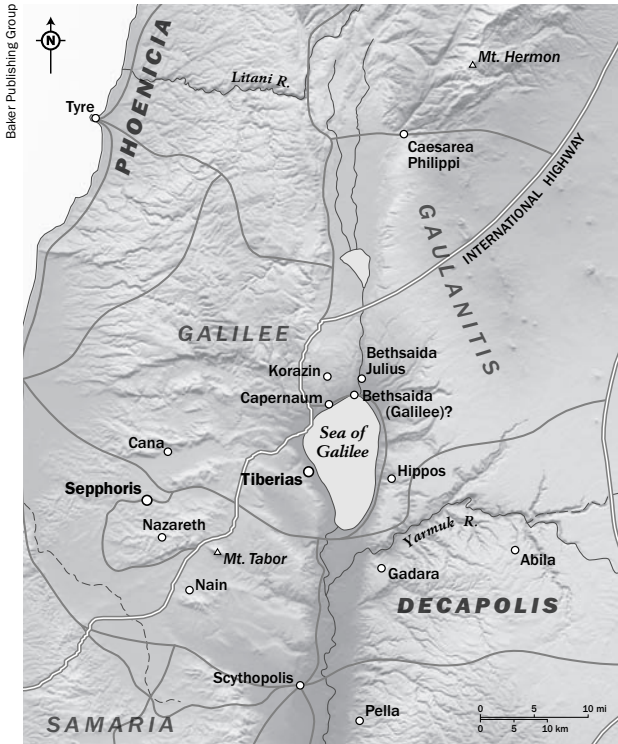 Baker Publishing Group
N
PHOENICIA
Mt. Hermon
Litani R.
Tyre
Caesarea
Philippi
INTERNATIONAL HIGHWAY
GAULANITIS
GALILEE
Bethsaida
Julius
Korazin
Capernaum
Bethsaida
(Galilee)?
Sea of
Galilee
Cana
Tiberias
Hippos
Sepphoris
Nazareth
Yarmuk R.
Mt. Tabor
Abila
Gadara
Nain
DECAPOLIS
Scythopolis
Pella
SAMARIA
0 5 10 mi
0 5 10 km